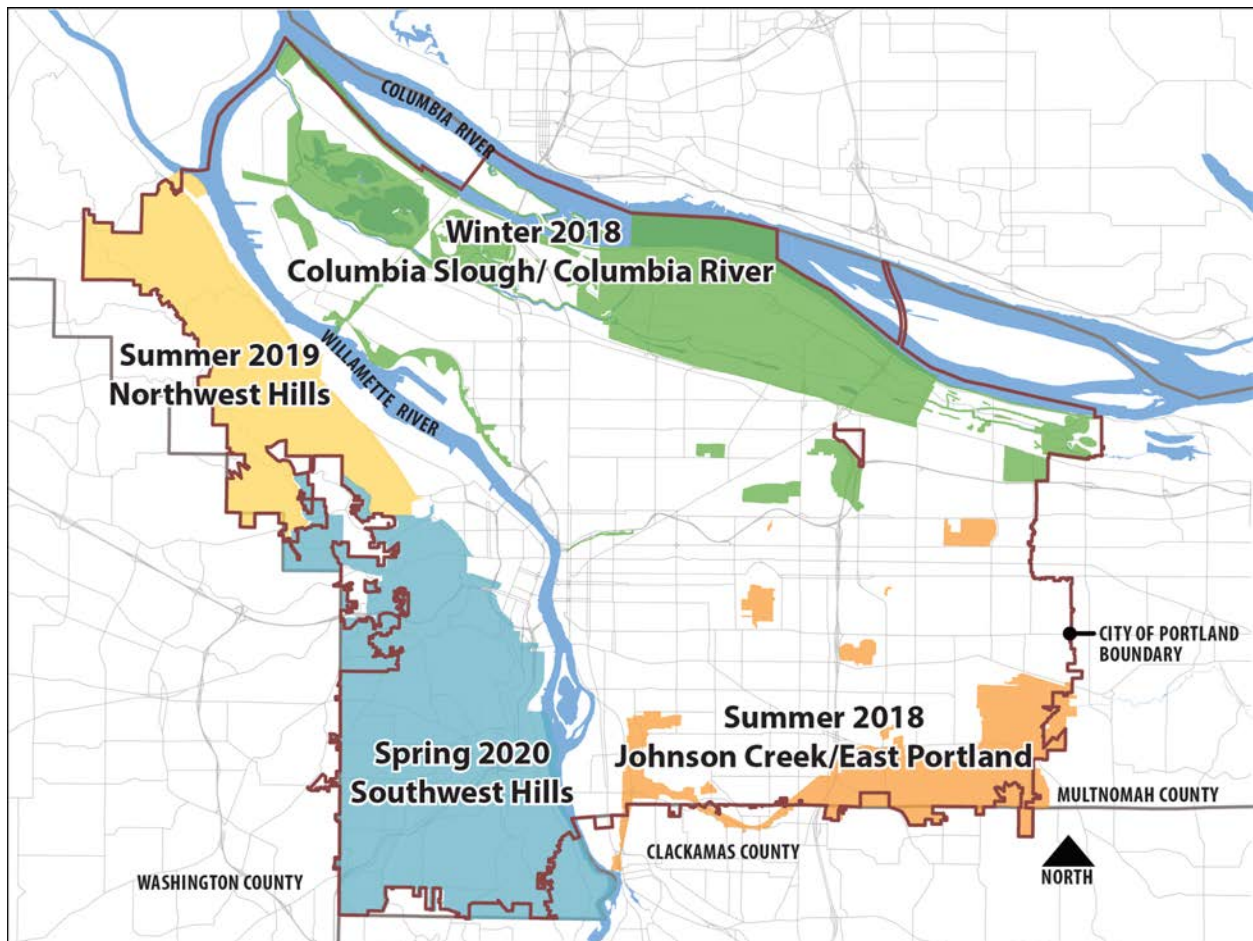 COLUMBIA RIVER
Winter 2018
Columbia Slough/ Columbia River
Summer 2019
Northwest Hills
WILLAMETTE RIVER
CITY OF PORTLAND
BOUNDARY
Summer 2018
Johnson Creek/East Portland
Spring 2020
Southwest Hills
MULTNOMAH COUNTY
CLACKAMAS COUNTY
WASHINGTON COUNTY
NORTH